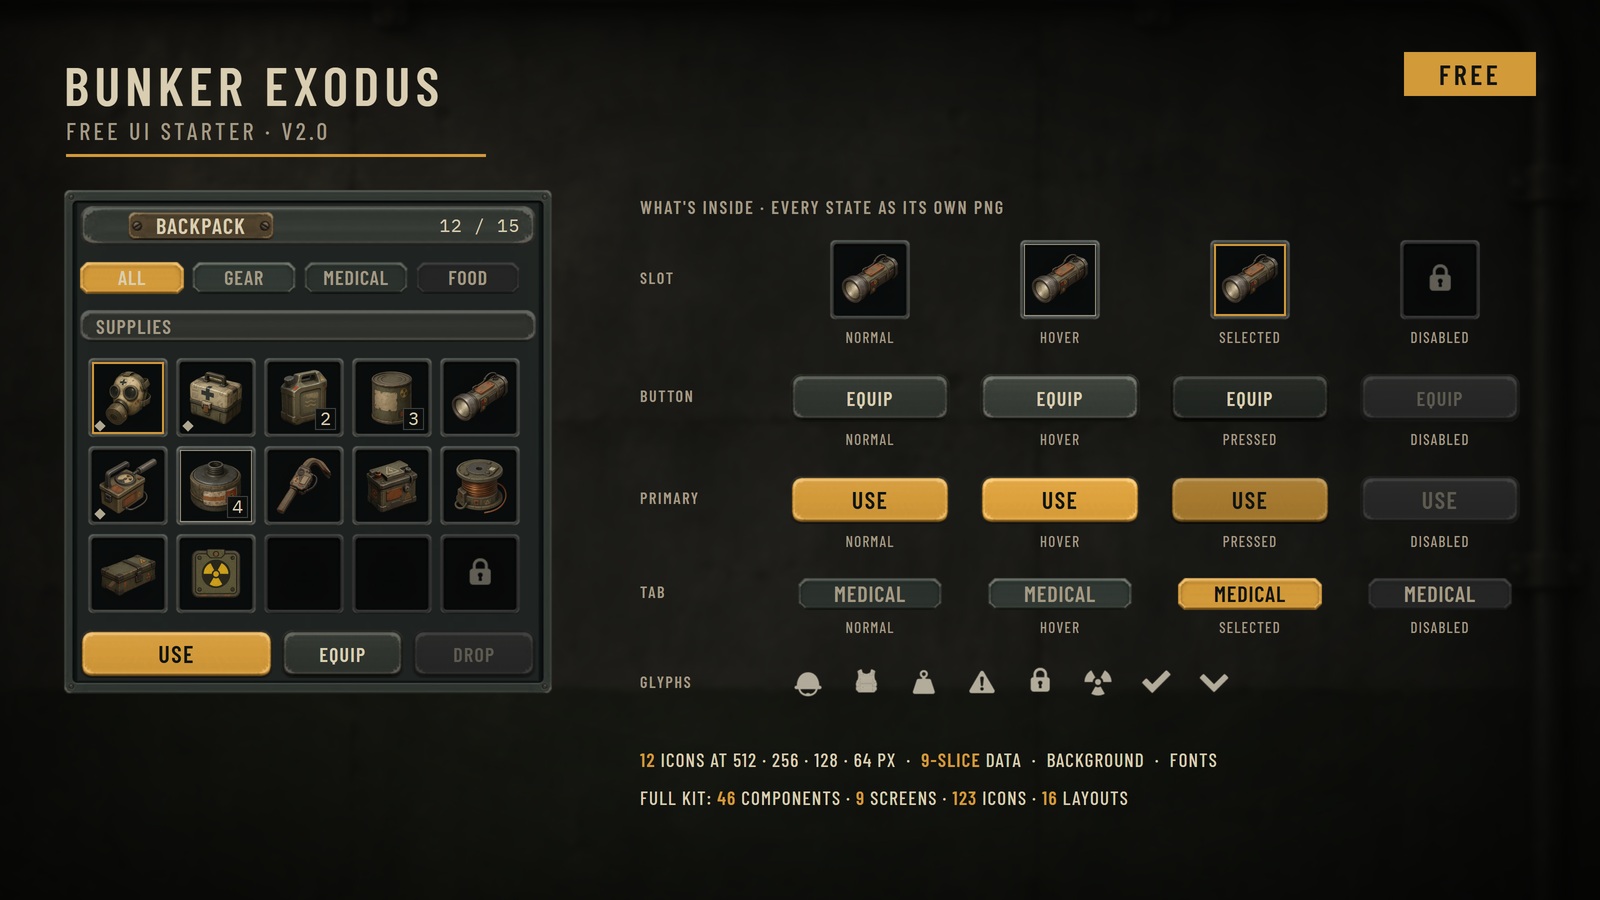 BUNKER EXODUS
FREE UI STARTER · V2.0
FREE
BACKPACK
12 / 15
ALL
GEAR
MEDICAL
FOOD
SUPPLIES
2
3
4
USE
EQUIP
DROP
WHAT'S INSIDE · EVERY STATE AS ITS OWN PNG
SLOT
NORMAL
HOVER
SELECTED
DISABLED
BUTTON
EQUIP
EQUIP
EQUIP
EQUIP
NORMAL
HOVER
PRESSED
DISABLED
PRIMARY
USE
USE
USE
USE
NORMAL
HOVER
PRESSED
DISABLED
TAB
MEDICAL
MEDICAL
MEDICAL
MEDICAL
NORMAL
HOVER
SELECTED
DISABLED
GLYPHS
12 ICONS AT 512 · 256 · 128 · 64 PX · 9-SLICE DATA · BACKGROUND · FONTS
FULL KIT: 46 COMPONENTS · 9 SCREENS · 123 ICONS · 16 LAYOUTS